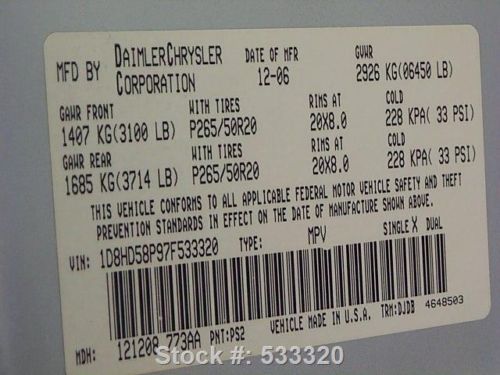 MFD BY DAIMLERCHRYSLER CORPORATION DATE OF MFR 12-06 GVWR 2926 KG(06450 LB)
GAWR FRONT WITH TIRES RIMS AT COLD
1407 KG(3100 LB) P265/50R20 20X8.0 228 KPA( 33 PSI)
GAWR REAR WITH TIRES RIMS AT COLD
1685 KG(3714 LB) P265/50R20 20X8.0 228 KPA( 33 PSI)
THIS VEHICLE CONFORMS TO ALL APPLICABLE FEDERAL MOTOR VEHICLE SAFETY AND THEFT
PREVENTION STANDARDS IN EFFECT ON THE DATE OF MANUFACTURE SHOWN ABOVE.
VIN: 1D8HD58P97F533320 TYPE: MPV SINGLE X DUAL
VEHICLE MADE IN U.S.A. TRM:DJDB 4648503
MDH: 121208 773AA PNT:PS2
Stock #: 533320